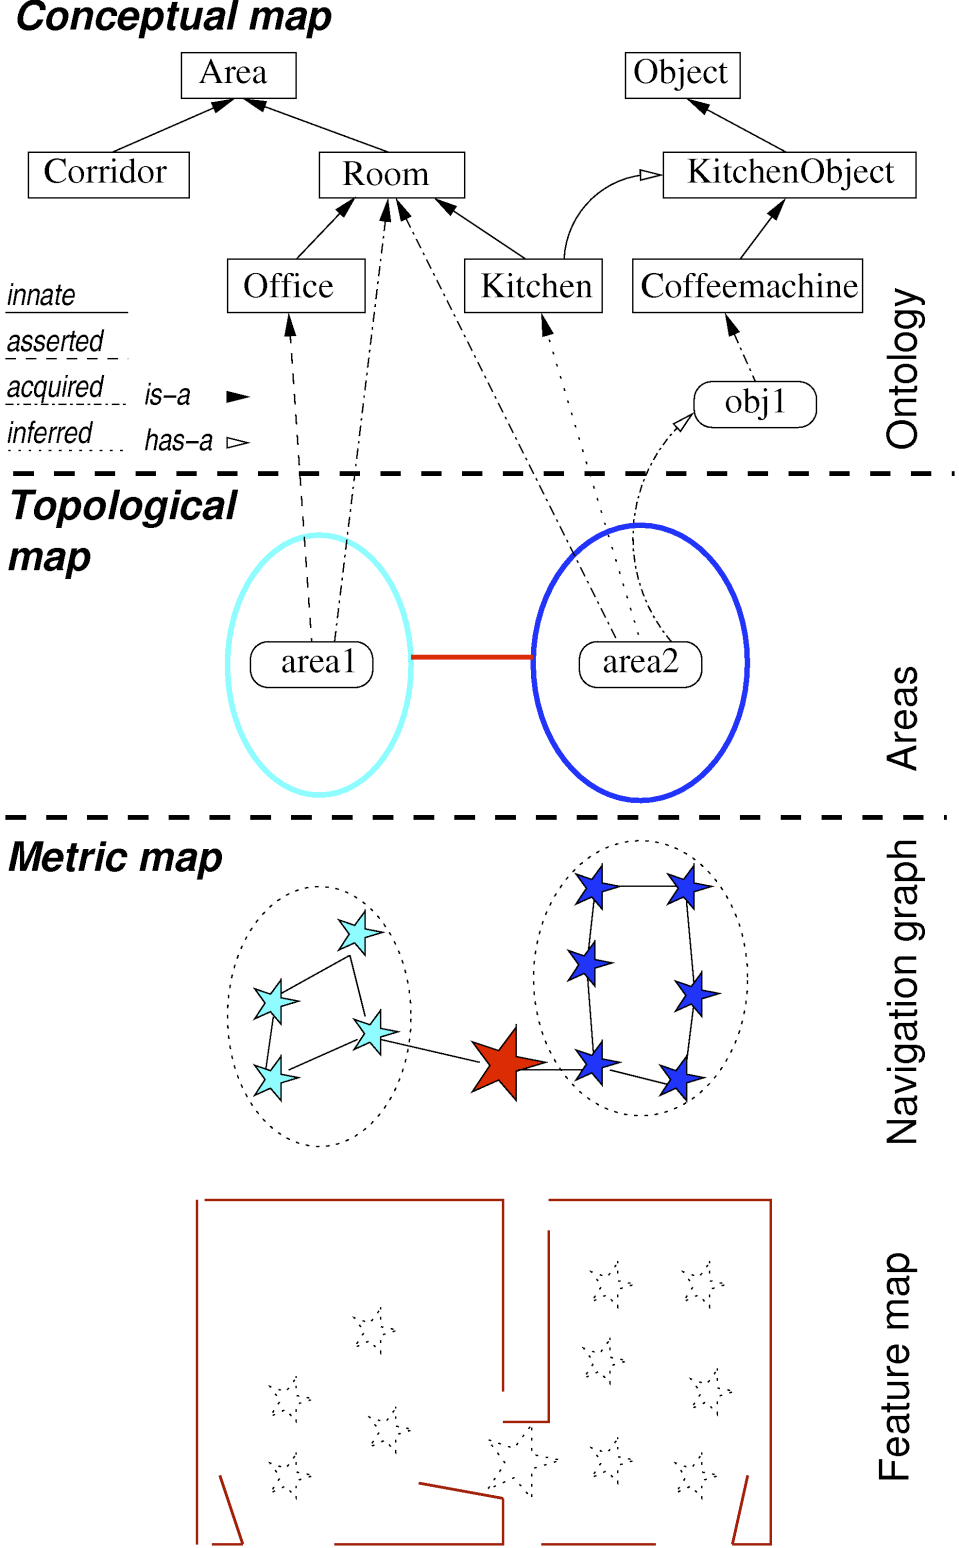 Conceptual map
Area
Object
Corridor
Room
KitchenObject
Office
Kitchen
Coffeemachine
innate
asserted
acquired
is-a
inferred
has-a
obj1
Ontology
Topological
map
area1
area2
Areas
Metric map
Navigation graph
Feature map